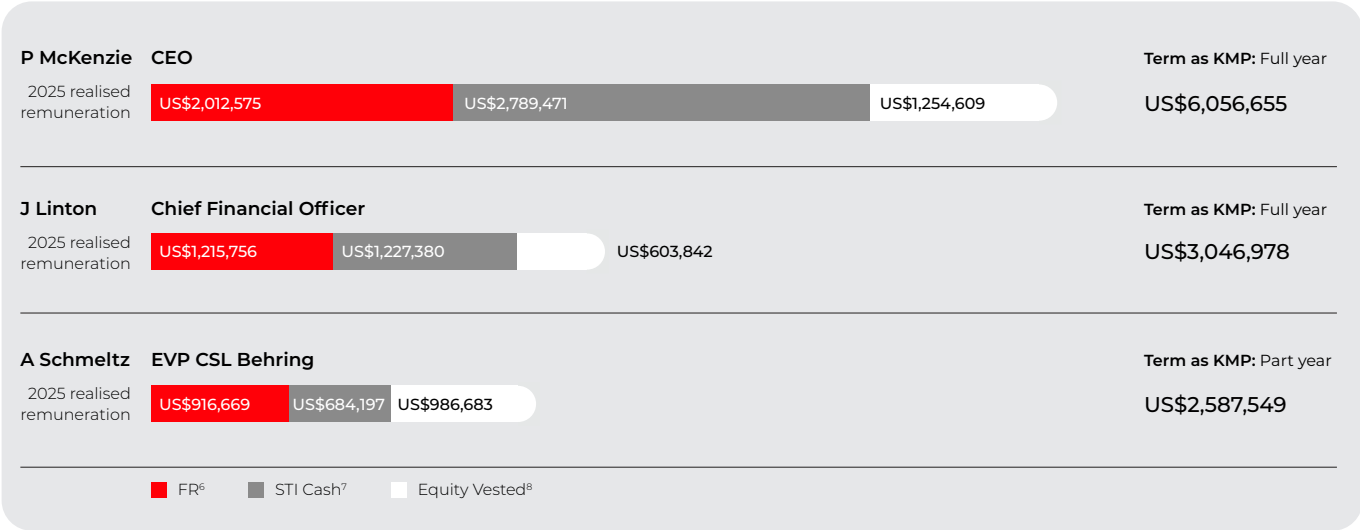 P McKenzie CEO Term as KMP: Full year
2025 realised
remuneration
US$2,012,575 US$2,789,471 US$1,254,609 US$6,056,655
J Linton Chief Financial Officer Term as KMP: Full year
2025 realised
remuneration
US$1,215,756 US$1,227,380 US$603,842 US$3,046,978
A Schmeltz EVP CSL Behring Term as KMP: Part year
2025 realised
remuneration
US$916,669 US$684,197 US$986,683 US$2,587,549
FR⁶ STI Cash⁷ Equity Vested⁸